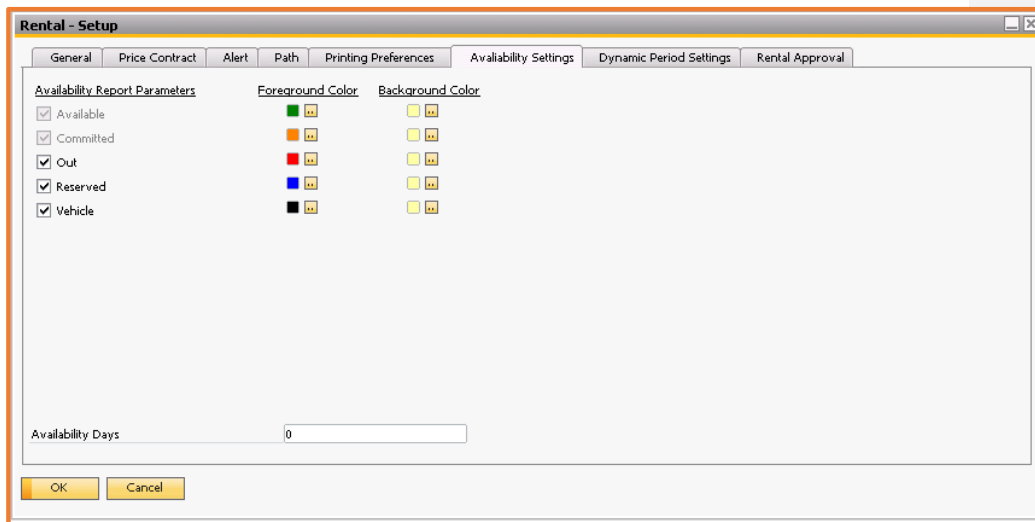 Rental - Setup
General Price Contract Alert Path Printing Preferences Avaliability Settings Dynamic Period Settings Rental Approval
Availability Report Parameters Foreground Color Background Color
Available
Committed
Out
Reserved
Vehicle
Availability Days 0
OK Cancel